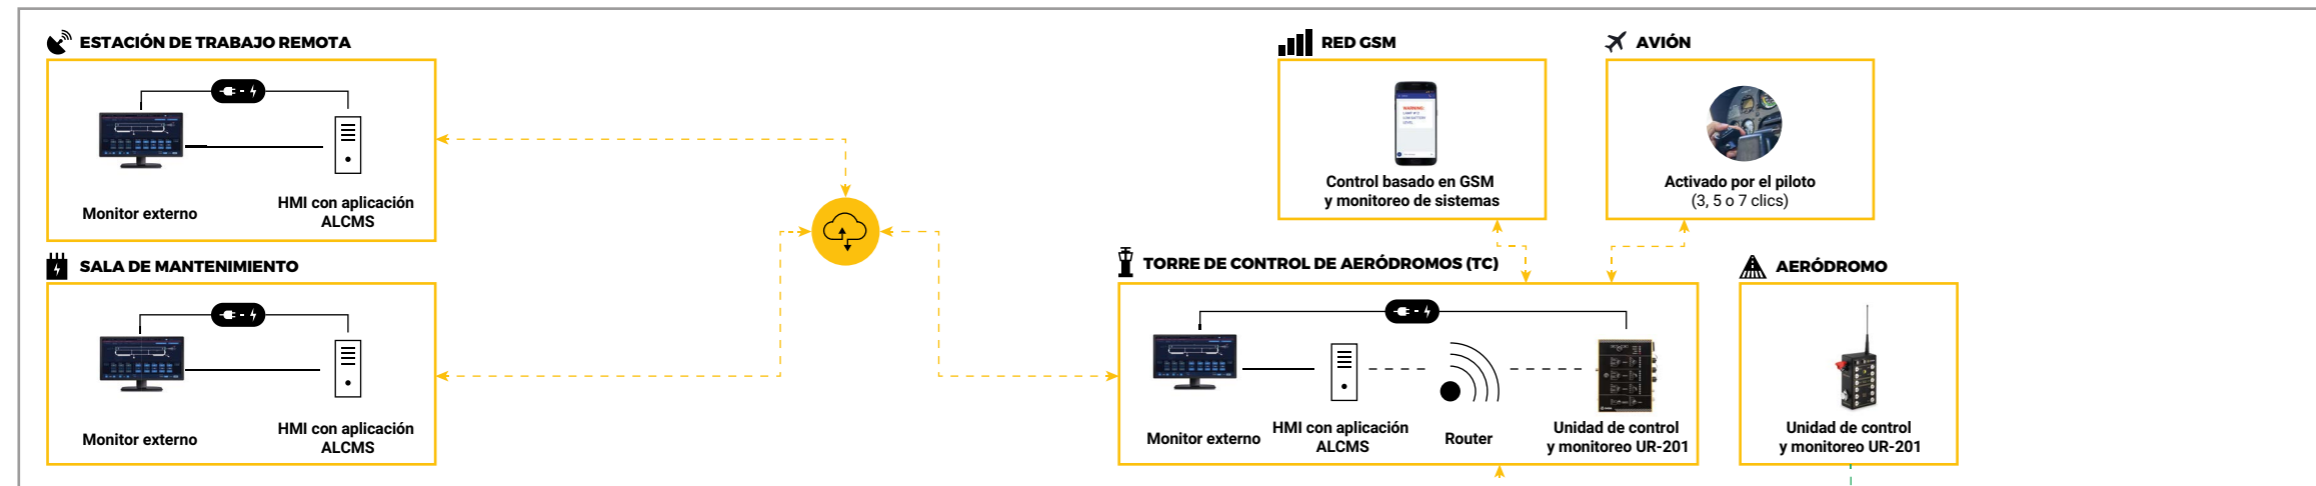 ESTACIÓN DE TRABAJO REMOTA
Monitor externo
HMI con aplicación
ALCMS
SALA DE MANTENIMIENTO
Monitor externo
HMI con aplicación
ALCMS
RED GSM
Control basado en GSM
y monitoreo de sistemas
AVIÓN
Activado por el piloto
(3, 5 o 7 clics)
TORRE DE CONTROL DE AERÓDROMOS (TC)
Monitor externo
HMI con aplicación
ALCMS
Router
Unidad de control
y monitoreo UR-201
AERÓDROMO
Unidad de control
y monitoreo UR-201